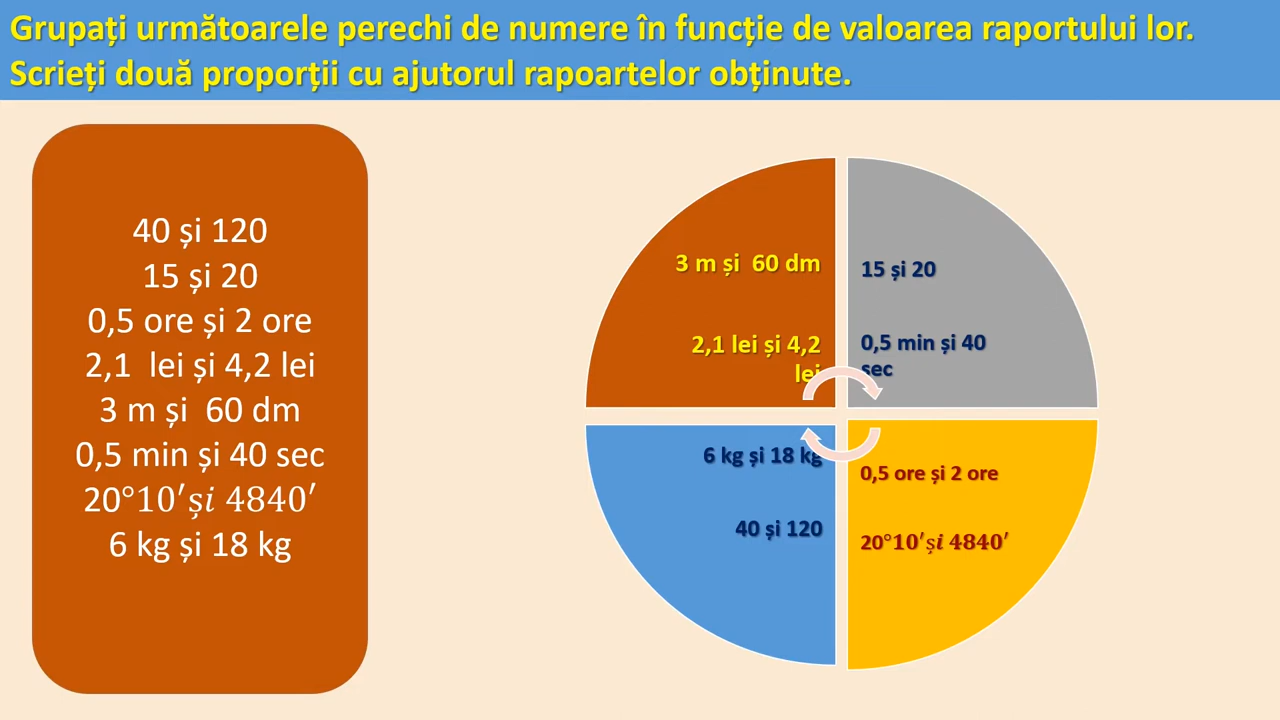 Grupați următoarele perechi de numere în funcție de valoarea raportului lor.
Scrieți două proporții cu ajutorul rapoartelor obținute.
40 și 120
15 și 20
0,5 ore și 2 ore
2,1 lei și 4,2 lei
3 m și 60 dm
0,5 min și 40 sec
20°10′și 4840′
6 kg și 18 kg
3 m și 60 dm
2,1 lei și 4,2
lei
15 și 20
0,5 min și 40
sec
6 kg și 18 kg
40 și 120
0,5 ore și 2 ore
20°10′și 4840′